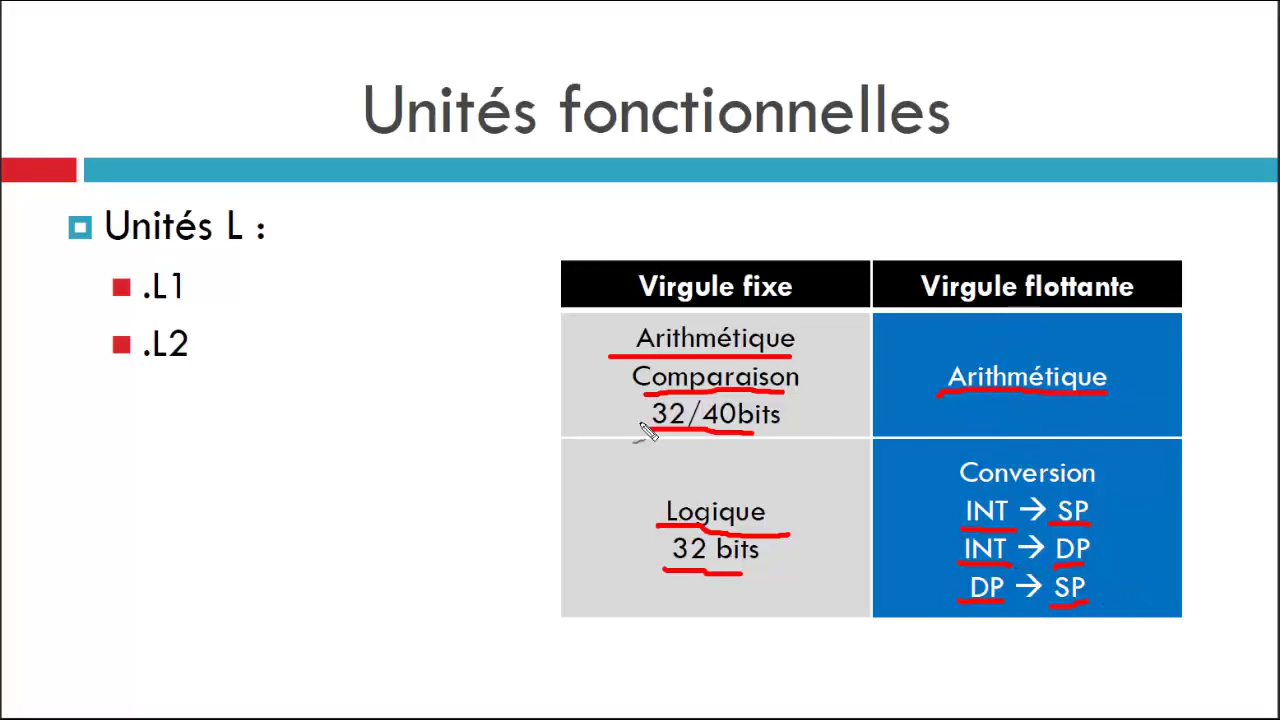 Unités fonctionnelles
Unités L :
.L1
.L2
Virgule fixe
Virgule flottante
Arithmétique
Comparaison
32/40bits
Arithmétique
Logique
32 bits
Conversion
INT → SP
INT → DP
DP → SP